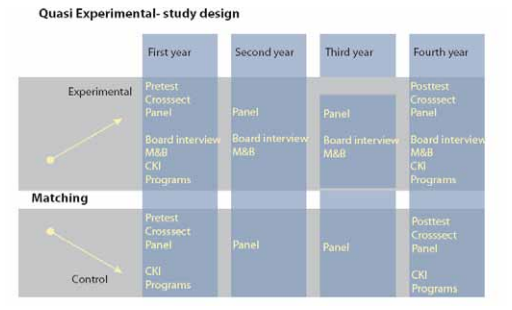 Quasi Experimental- study design
First year
Second year
Third year
Fourth year
Experimental
Pretest
Crosssect
Panel
Board interview
M&B
CKI
Programs
Panel
Board interview
M&B
Panel
Board interview
M&B
Posttest
Crosssect
Panel
Board interview
M&B
CKI
Programs
Matching
Control
Pretest
Crosssect
Panel
CKI
Programs
Panel
Panel
Posttest
Crosssect
Panel
CKI
Programs